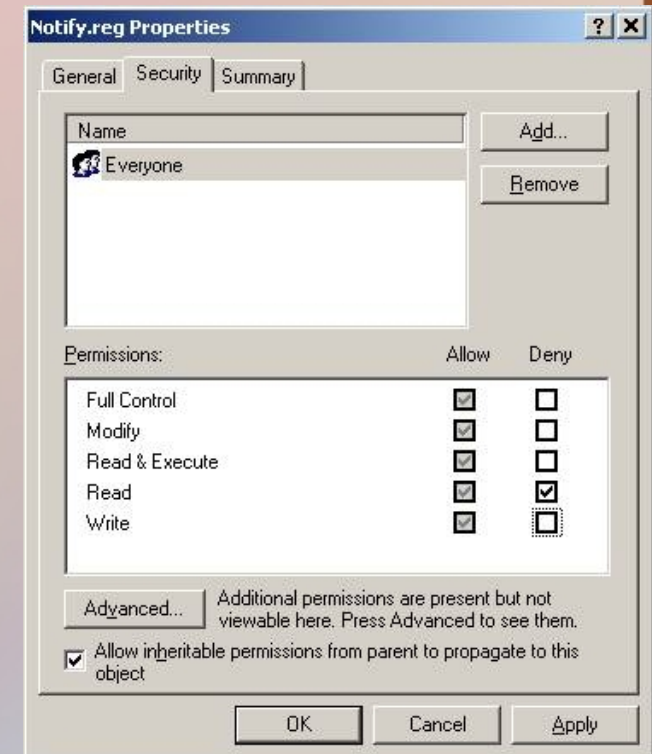 Notify.reg Properties
General Security Summary
Name
Add...
Everyone
Remove
Permissions: Allow Deny
Full Control
Modify
Read & Execute
Read
Write
Advanced...
Additional permissions are present but not
viewable here. Press Advanced to see them.
Allow inheritable permissions from parent to propagate to this
object
OK Cancel Apply